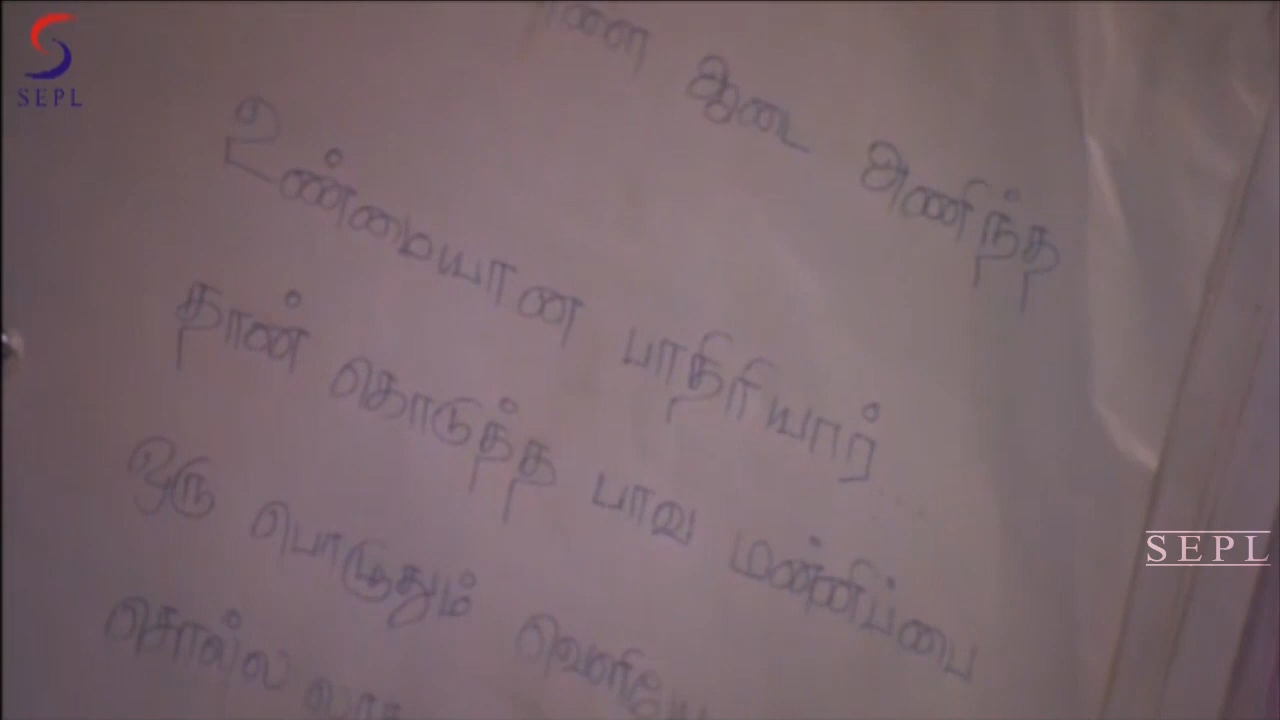 SEPL
ஆடை அணிந்த
உண்மையான பாதிரியார்
தான் கொடுத்த பாவ மன்னிப்பை
ஒரு பொழுதும் வெளியே
சொல்ல
SEPL